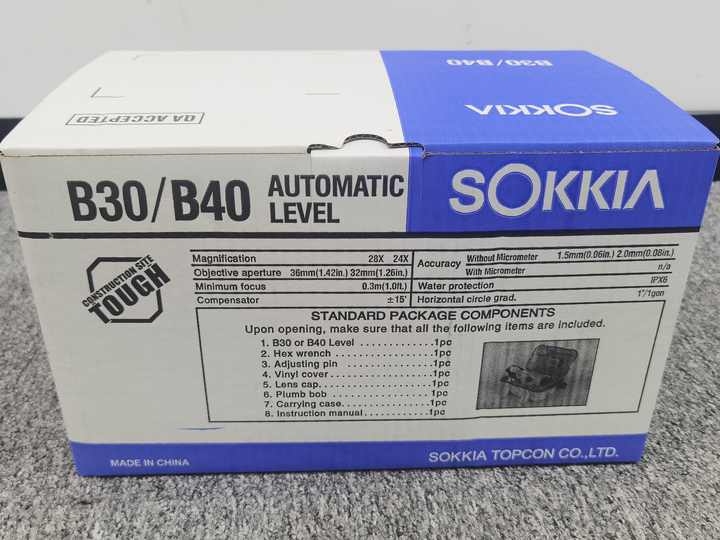 B30/B40
SOKKIA
QA ACCEPTED
B30/B40 AUTOMATIC LEVEL
SOKKIA
CONSTRUCTION SITE
TOUGH
Magnification 28X 24X
Objective aperture 36mm(1.42in.) 32mm(1.26in.)
Minimum focus 0.3m(1.0ft.)
Compensator ±15'
Accuracy Without Micrometer 1.5mm(0.06in.) 2.0mm(0.08in.)
With Micrometer n/a
Water protection IPX6
Horizontal circle grad. 1°/1gon
STANDARD PACKAGE COMPONENTS
Upon opening, make sure that all the following items are included.
1. B30 or B40 Level .............1pc
2. Hex wrench ..................1pc
3. Adjusting pin .................1pc
4. Vinyl cover ...................1pc
5. Lens cap.....................1pc
6. Plumb bob ...................1pc
7. Carrying case.................1pc
8. Instruction manual.............1pc
MADE IN CHINA
SOKKIA TOPCON CO.,LTD.